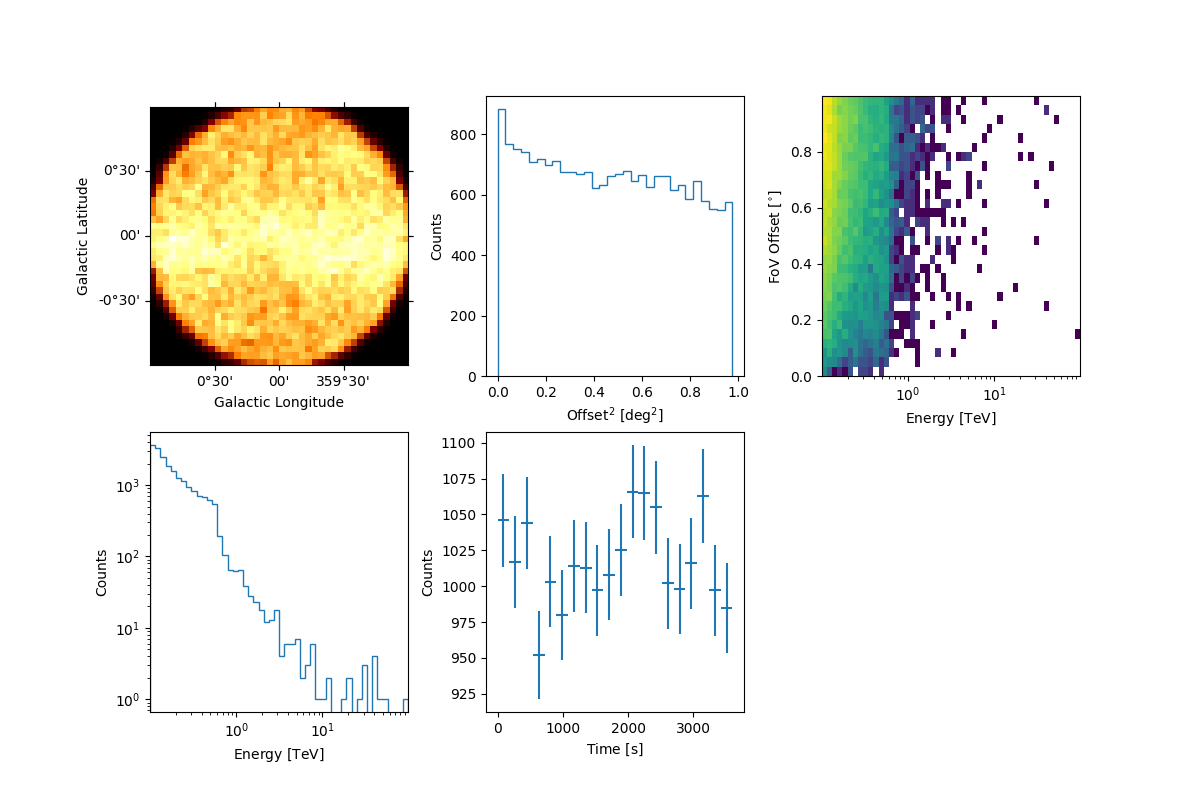 0°30'
00'
-0°30'
Galactic Latitude
0°30' 00' 359°30'
Galactic Longitude
800
600
400
200
0
Counts
0.0 0.2 0.4 0.6 0.8 1.0
Offset² [deg²]
0.8
0.6
0.4
0.2
0.0
FoV Offset [°]
10⁰ 10¹
Energy [TeV]
10³
10²
10¹
10⁰
Counts
10⁰ 10¹
Energy [TeV]
1100
1075
1050
1025
1000
975
950
925
Counts
0 1000 2000 3000
Time [s]